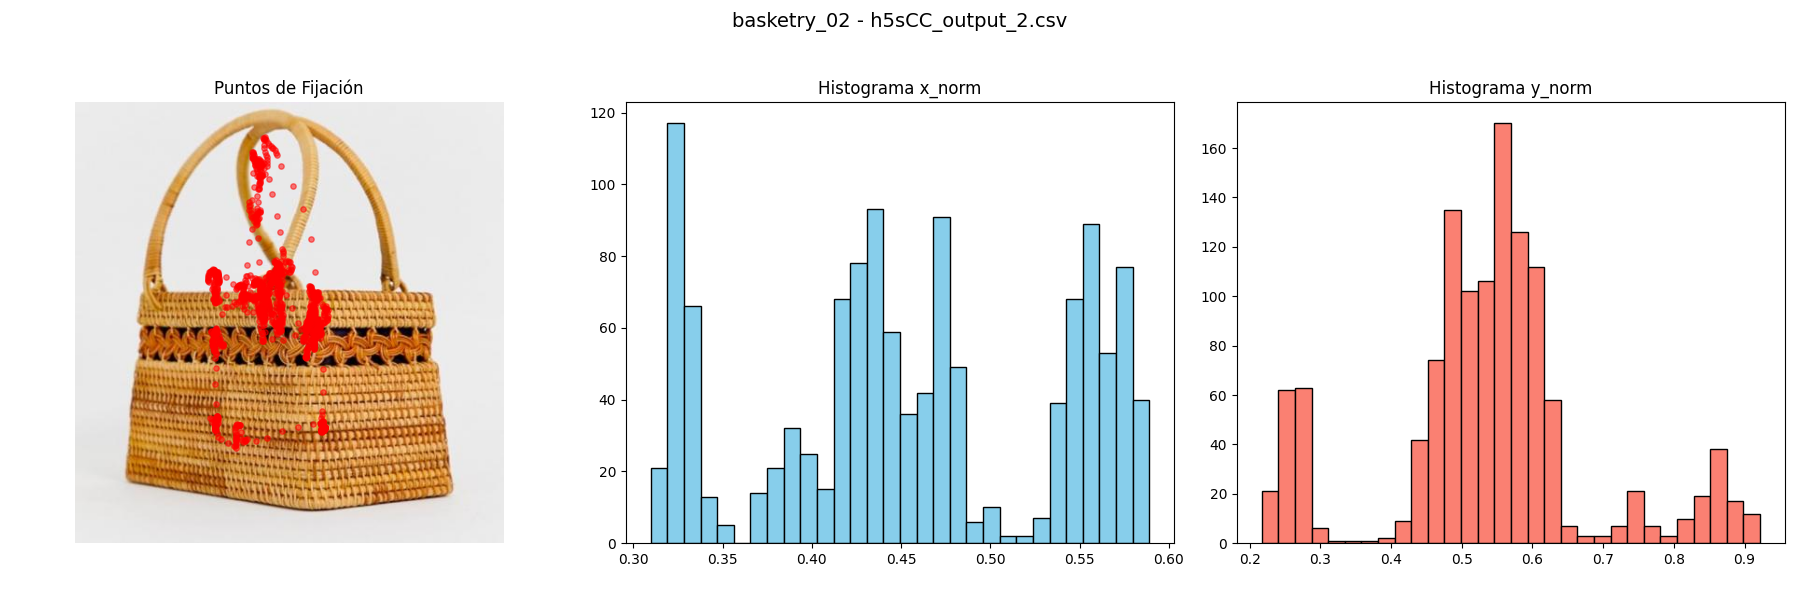 basketry_02 - h5sCC_output_2.csv
Puntos de Fijación
Histograma x_norm
Histograma y_norm
120
100
80
60
40
20
0
0.30 0.35 0.40 0.45 0.50 0.55 0.60
160
140
120
100
80
60
40
20
0
0.2 0.3 0.4 0.5 0.6 0.7 0.8 0.9